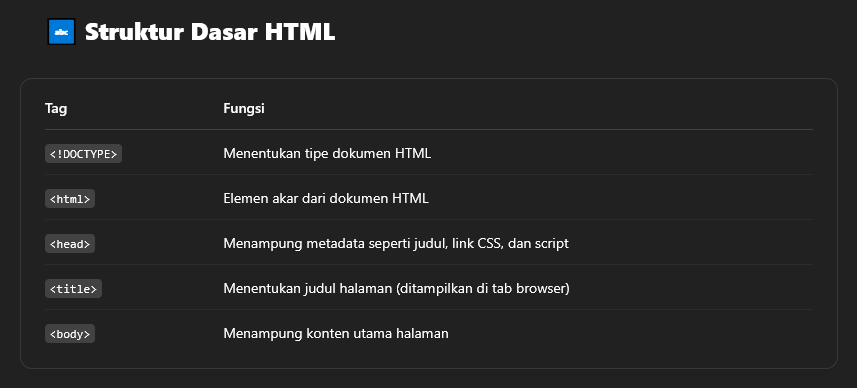 abc Struktur Dasar HTML
Tag Fungsi
<!DOCTYPE> Menentukan tipe dokumen HTML
<html> Elemen akar dari dokumen HTML
<head> Menampung metadata seperti judul, link CSS, dan script
<title> Menentukan judul halaman (ditampilkan di tab browser)
<body> Menampung konten utama halaman